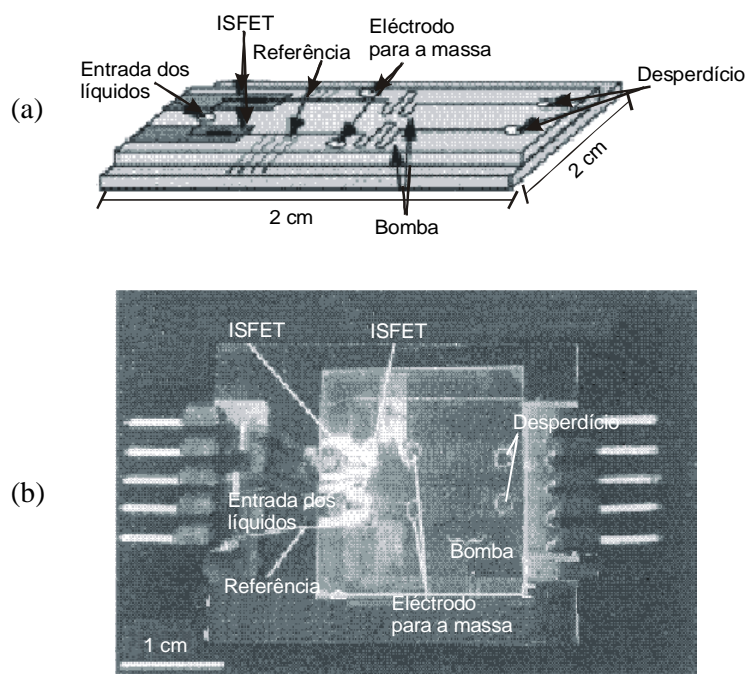 (a)
ISFET
Referência
Eléctrodo
para a massa
Entrada dos
líquidos
Desperdício
2 cm
2 cm
Bomba
(b)
ISFET
ISFET
Desperdício
Entrada dos
líquidos
Bomba
Referência
Eléctrodo
para a massa
1 cm